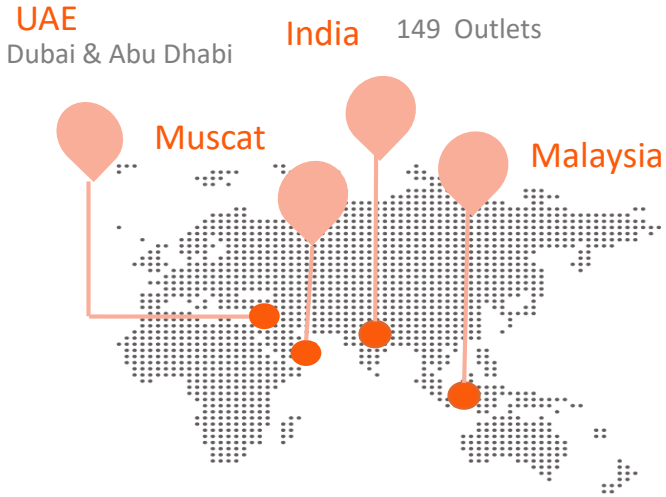 UAE
Dubai & Abu Dhabi
India 149 Outlets
Muscat
Malaysia